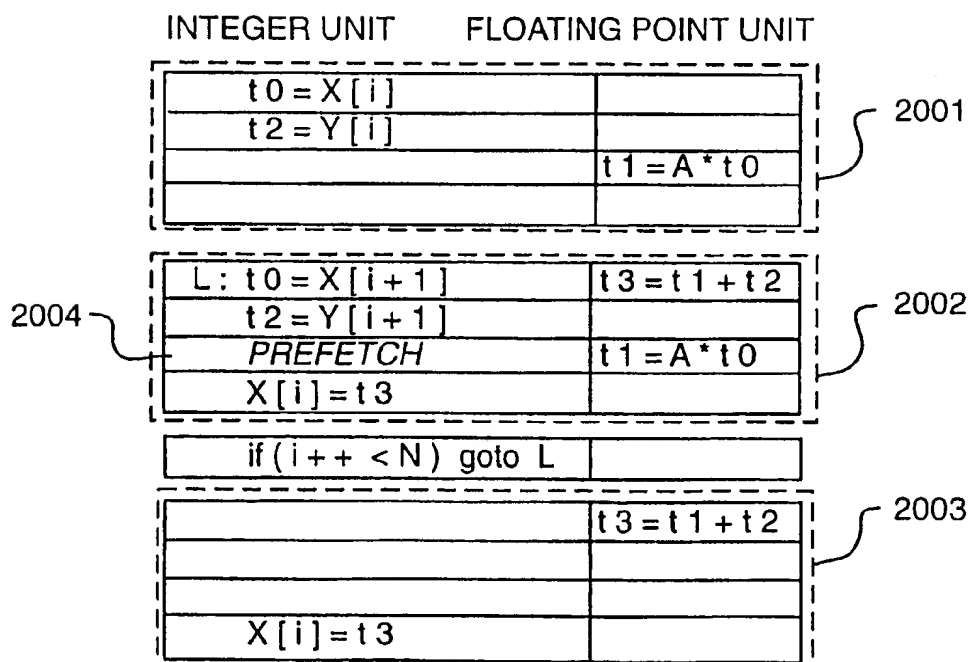 INTEGER UNIT FLOATING POINT UNIT
t0 = X[i]
t2 = Y[i]
t1 = A * t0
2001
L: t0 = X[i+1] t3 = t1 + t2
t2 = Y[i+1]
PREFETCH t1 = A * t0
X[i] = t3
2002
2004
if (i++ < N) goto L
t3 = t1 + t2
X[i] = t3
2003